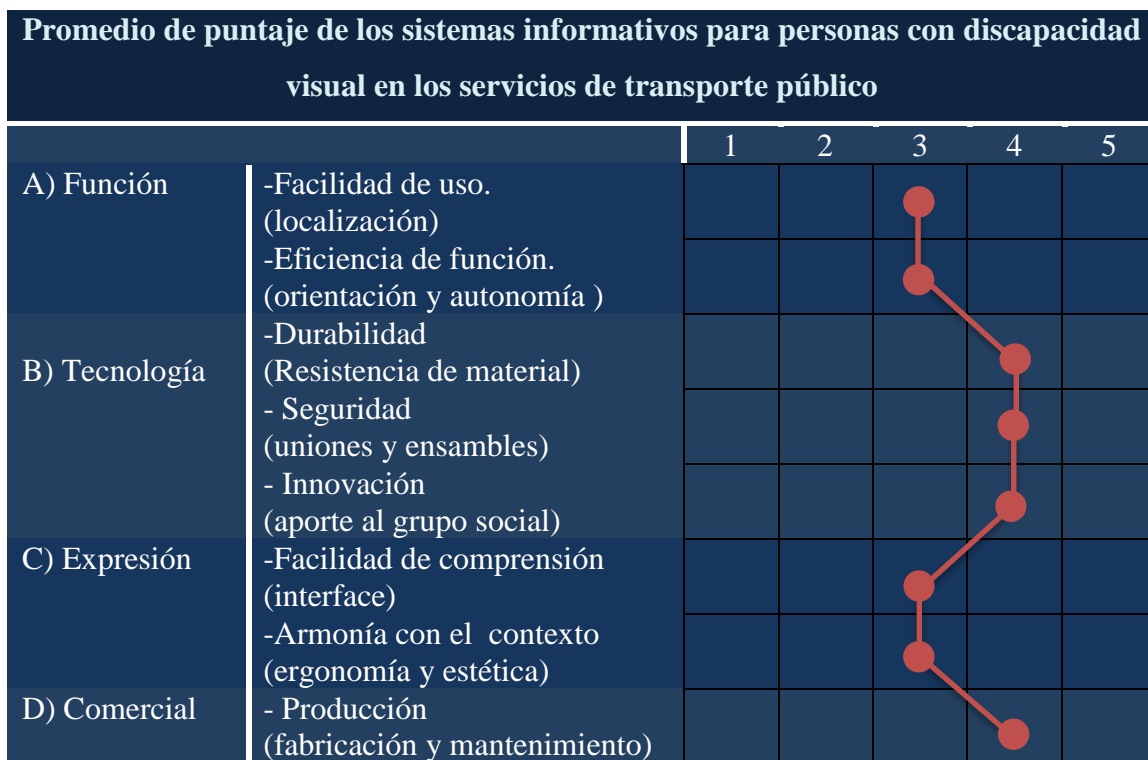 Promedio de puntaje de los sistemas informativos para personas con discapacidad
visual en los servicios de transporte público
1 2 3 4 5
A) Función
-Facilidad de uso.
(localización)
-Eficiencia de función.
(orientación y autonomía )
B) Tecnología
-Durabilidad
(Resistencia de material)
- Seguridad
(uniones y ensambles)
- Innovación
(aporte al grupo social)
C) Expresión
-Facilidad de comprensión
(interface)
-Armonía con el contexto
(ergonomía y estética)
D) Comercial
- Producción
(fabricación y mantenimiento)